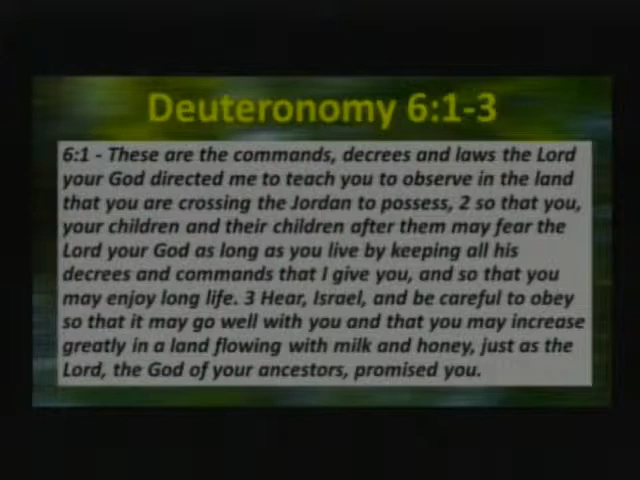 Deuteronomy 6:1-3
6:1 - These are the commands, decrees and laws the Lord
your God directed me to teach you to observe in the land
that you are crossing the Jordan to possess, 2 so that you,
your children and their children after them may fear the
Lord your God as long as you live by keeping all his
decrees and commands that I give you, and so that you
may enjoy long life. 3 Hear, Israel, and be careful to obey
so that it may go well with you and that you may increase
greatly in a land flowing with milk and honey, just as the
Lord, the God of your ancestors, promised you.